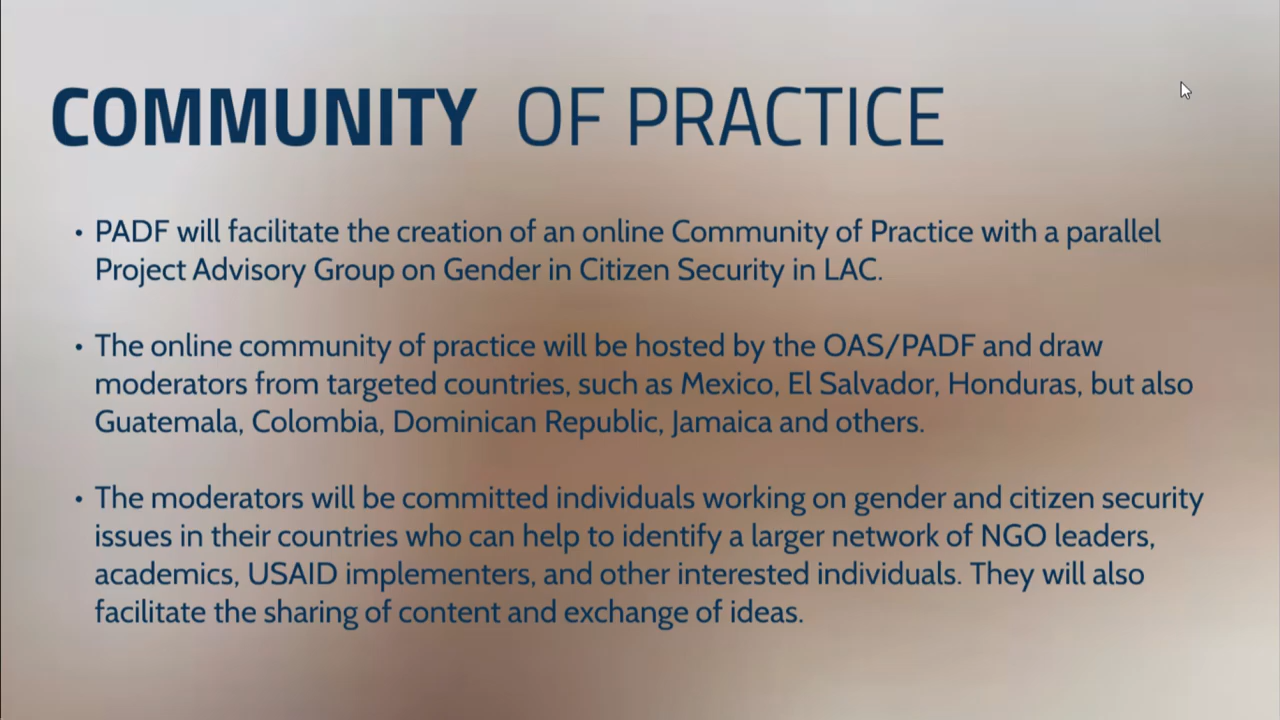 COMMUNITY OF PRACTICE
• PADF will facilitate the creation of an online Community of Practice with a parallel
Project Advisory Group on Gender in Citizen Security in LAC.
• The online community of practice will be hosted by the OAS/PADF and draw
moderators from targeted countries, such as Mexico, El Salvador, Honduras, but also
Guatemala, Colombia, Dominican Republic, Jamaica and others.
• The moderators will be committed individuals working on gender and citizen security
issues in their countries who can help to identify a larger network of NGO leaders,
academics, USAID implementers, and other interested individuals. They will also
facilitate the sharing of content and exchange of ideas.